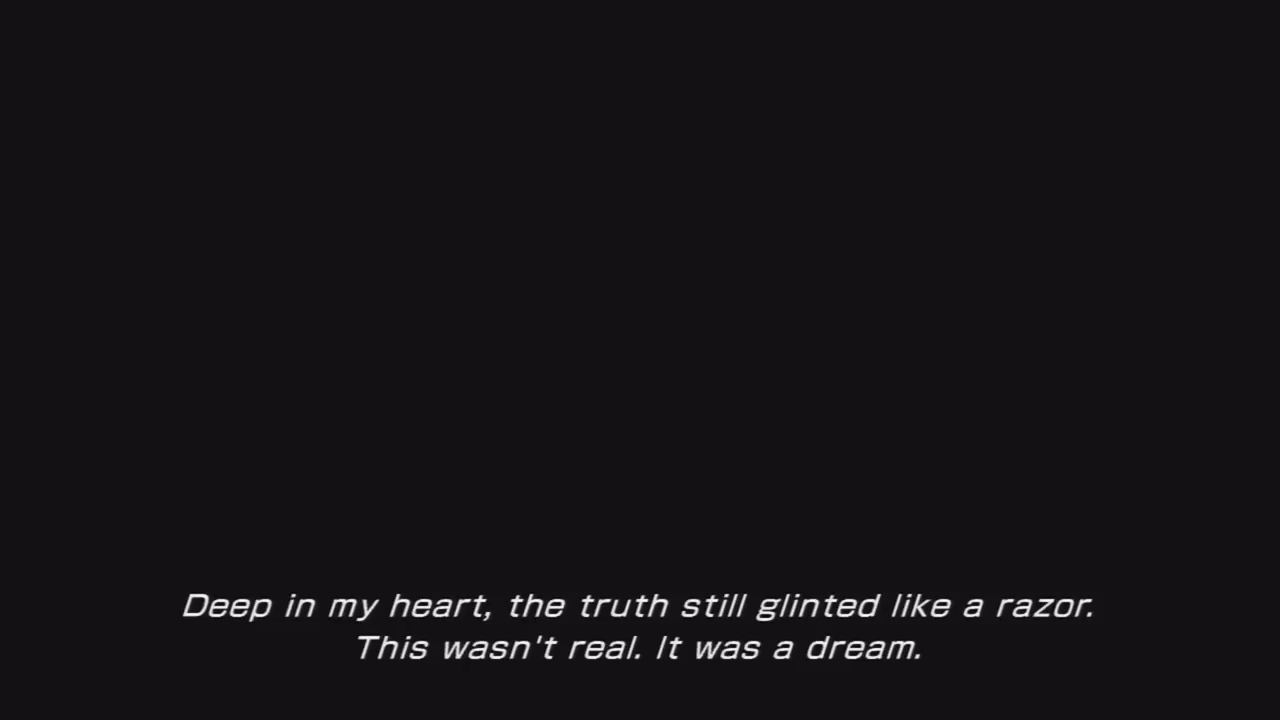 Deep in my heart, the truth still glinted like a razor.
This wasn't real. It was a dream.